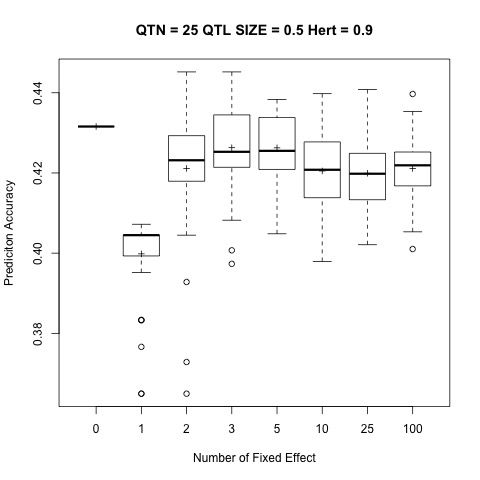 QTN = 25 QTL SIZE = 0.5 Hert = 0.9
Prediciton Accuracy
0.44
0.42
0.40
0.38
0 1 2 3 5 10 25 100
Number of Fixed Effect